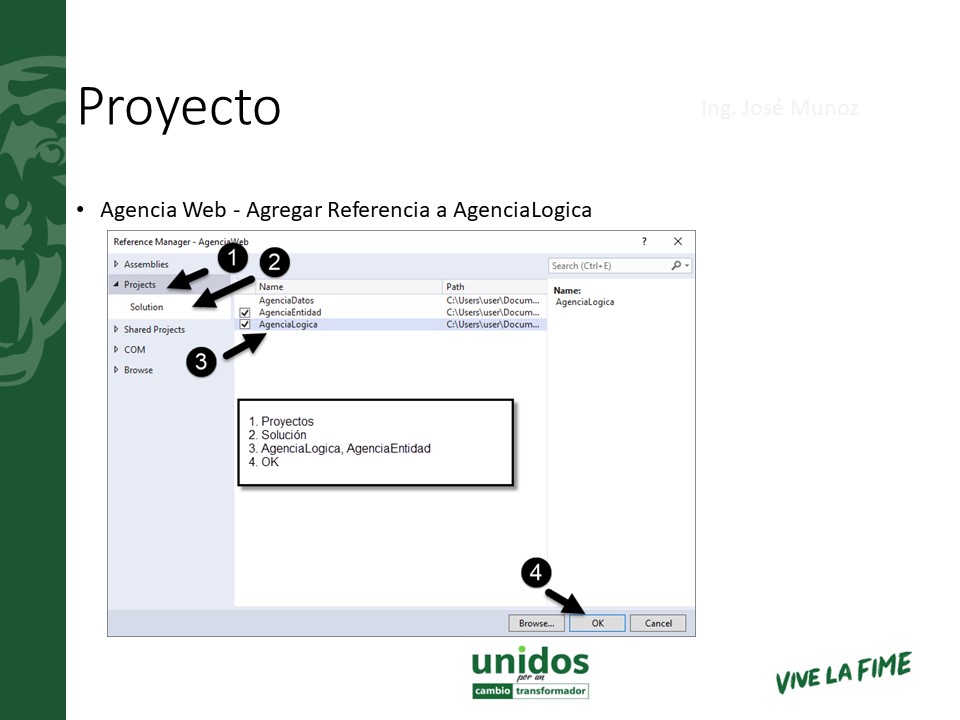 Proyecto
Ing. José Munoz
• Agencia Web - Agregar Referencia a AgenciaLogica
Reference Manager - AgenciaWeb
?
1
2
Assemblies
Search (Ctrl+E)
Projects
Name
Path
Name:
AgenciaLogica
Solution
AgenciaDatos
C:\Users\user\Docum...
AgenciaEntidad
C:\Users\user\Docum...
AgenciaLogica
C:\Users\user\Docum...
Shared Projects
COM
3
Browse
1. Proyectos
2. Solución
3. AgenciaLogica, AgenciaEntidad
4. OK
4
Browse...
OK
Cancel
unidos
por un
cambio transformador
VIVE LA FIME